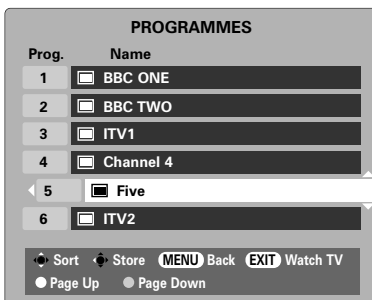 PROGRAMMES
Prog. Name
1 BBC ONE
2 BBC TWO
3 ITV1
4 Channel 4
5 Five
6 ITV2
Sort Store MENU Back EXIT Watch TV
Page Up Page Down